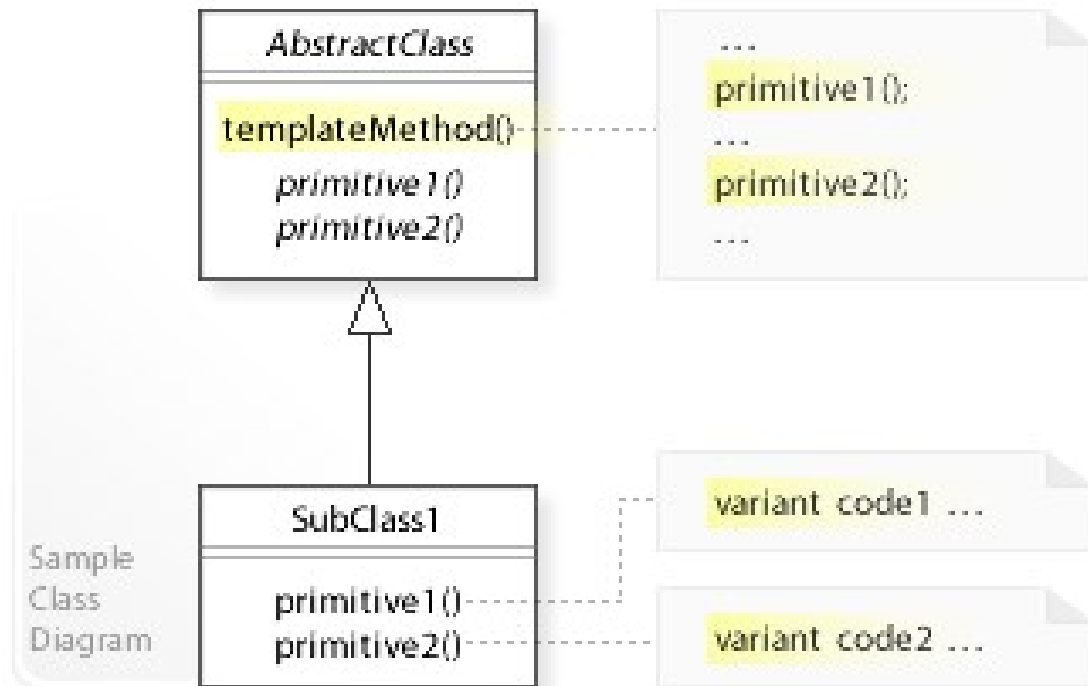 AbstractClass
templateMethod()
primitive1()
primitive2()
...
primitive1();
...
primitive2();
...
SubClass1
primitive1()
primitive2()
variant code1 ...
variant code2 ...
Sample
Class
Diagram